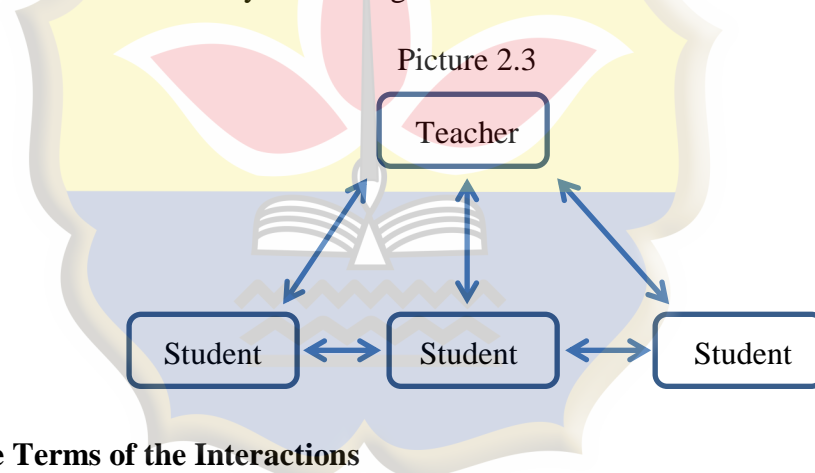 Picture 2.3
Teacher
Student Student Student
Terms of the Interactions